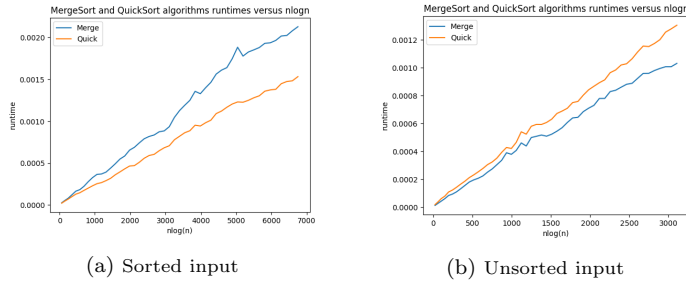 MergeSort and QuickSort algorithms runtimes versus nlogn
Merge
Quick
0.0020
0.0015
0.0010
0.0005
0.0000
runtime
0 1000 2000 3000 4000 5000 6000 7000
nlog(n)
(a) Sorted input
MergeSort and QuickSort algorithms runtimes versus nlogn
Merge
Quick
0.0012
0.0010
0.0008
0.0006
0.0004
0.0002
0.0000
runtime
0 500 1000 1500 2000 2500 3000
nlog(n)
(b) Unsorted input